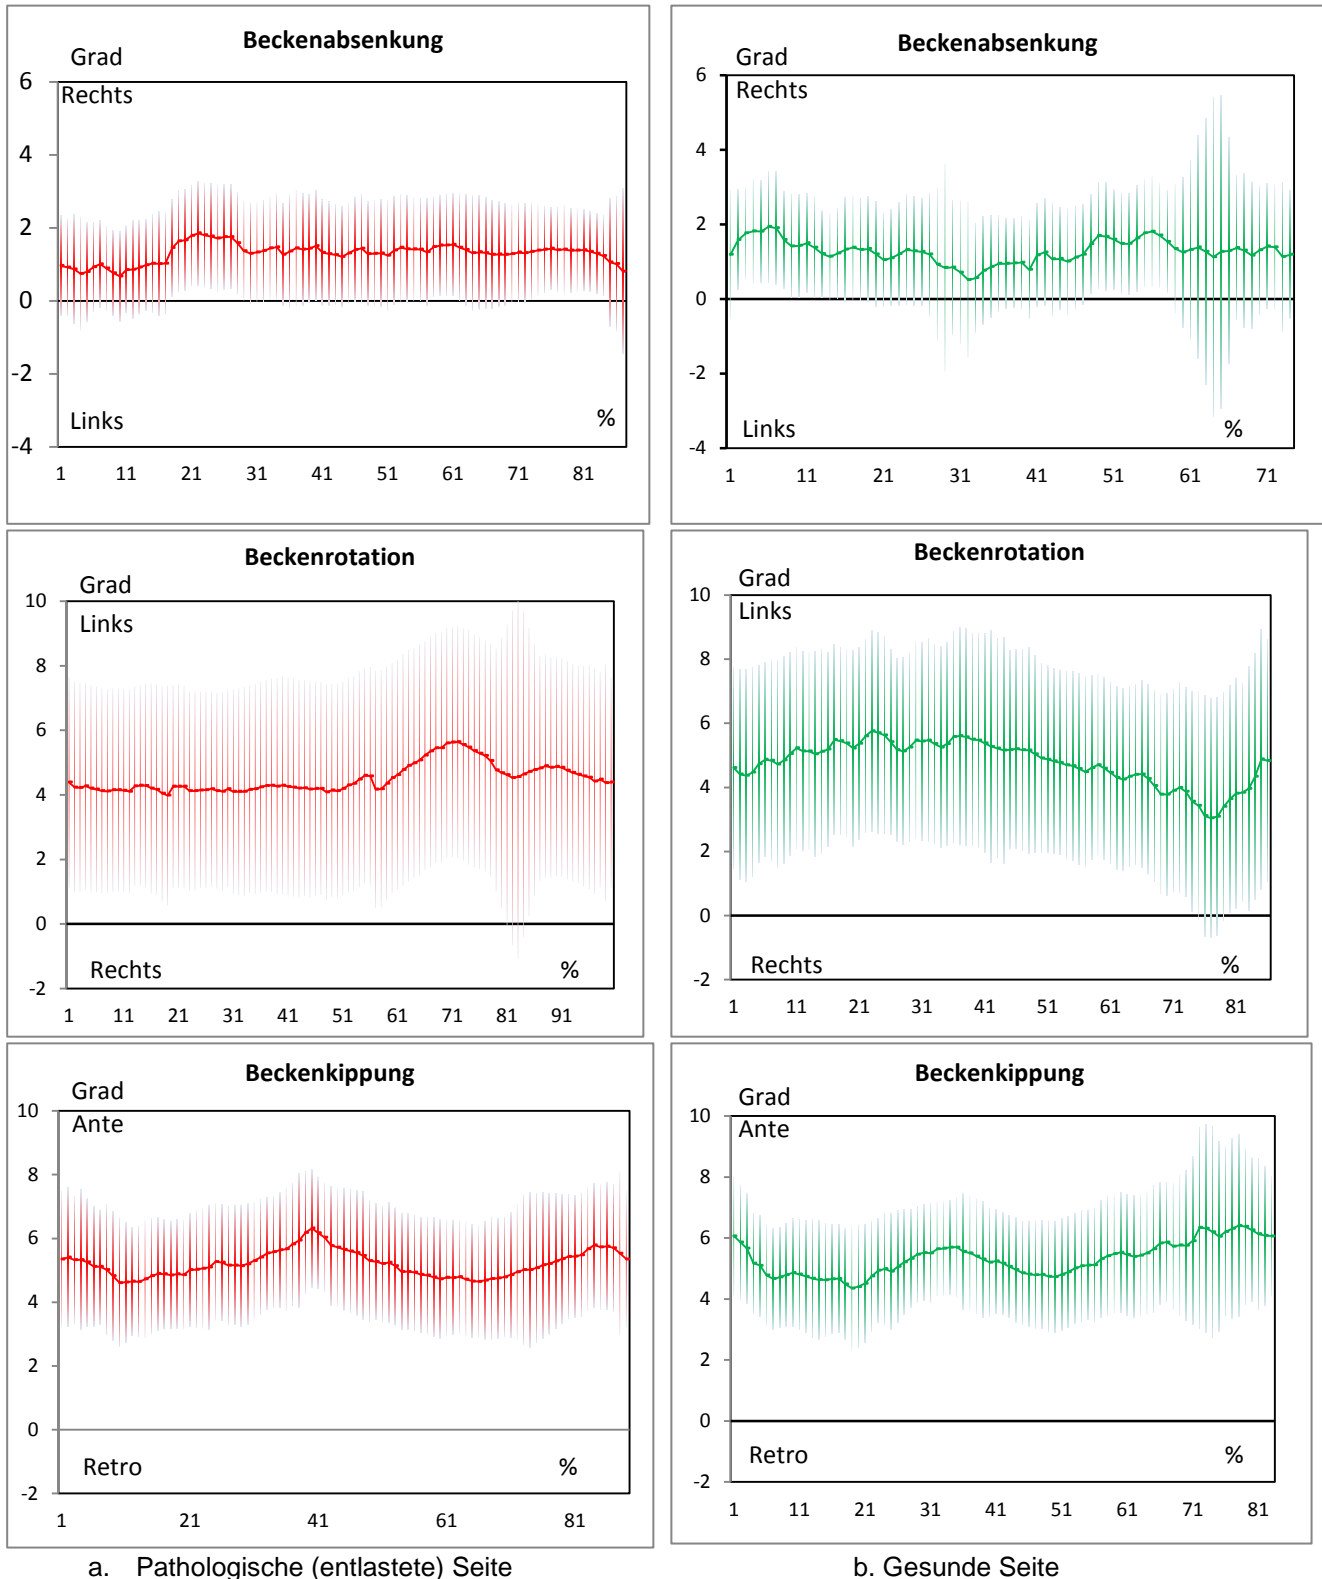 Beckenabsenkung
Grad
Rechts
6
4
2
0
-2
-4
Links
%
1 11 21 31 41 51 61 71 81
Beckenabsenkung
Grad
Rechts
6
4
2
0
-2
-4
Links
%
1 11 21 31 41 51 61 71
Beckenrotation
Grad
Links
10
8
6
4
2
0
-2
Rechts
%
1 11 21 31 41 51 61 71 81 91
Beckenrotation
Grad
Links
10
8
6
4
2
0
-2
Rechts
%
1 11 21 31 41 51 61 71 81
Beckenkippung
Grad
Ante
10
8
6
4
2
0
-2
Retro
%
1 21 41 61 81
Beckenkippung
Grad
Ante
10
8
6
4
2
0
-2
Retro
%
1 11 21 31 41 51 61 71 81
a. Pathologische (entlastete) Seite
b. Gesunde Seite